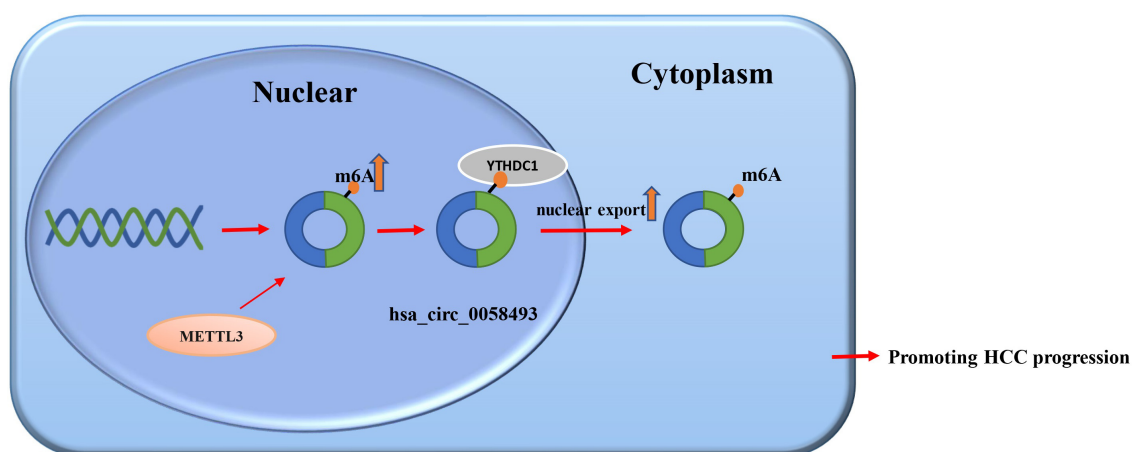 Nuclear
Cytoplasm
m6A
YTHDC1
m6A
nuclear export
hsa_circ_0058493
METTL3
Promoting HCC progression